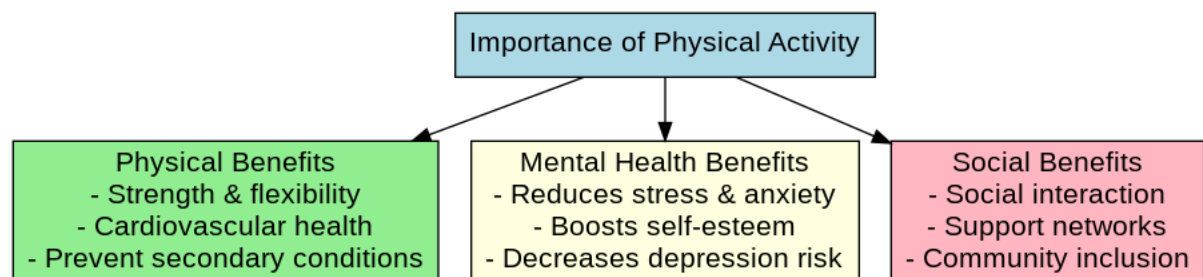 Importance of Physical Activity
Physical Benefits
- Strength & flexibility
- Cardiovascular health
- Prevent secondary conditions
Mental Health Benefits
- Reduces stress & anxiety
- Boosts self-esteem
- Decreases depression risk
Social Benefits
- Social interaction
- Support networks
- Community inclusion